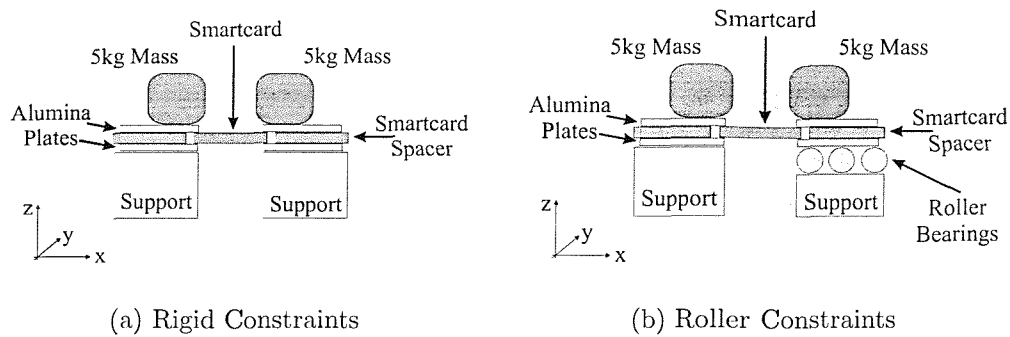 Smartcard
5kg Mass
5kg Mass
Alumina
Plates
Smartcard
Spacer
Support
Support
z
y
x
(a) Rigid Constraints
Smartcard
5kg Mass
5kg Mass
Alumina
Plates
Smartcard
Spacer
Support
Support
Roller
Bearings
z
y
x
(b) Roller Constraints